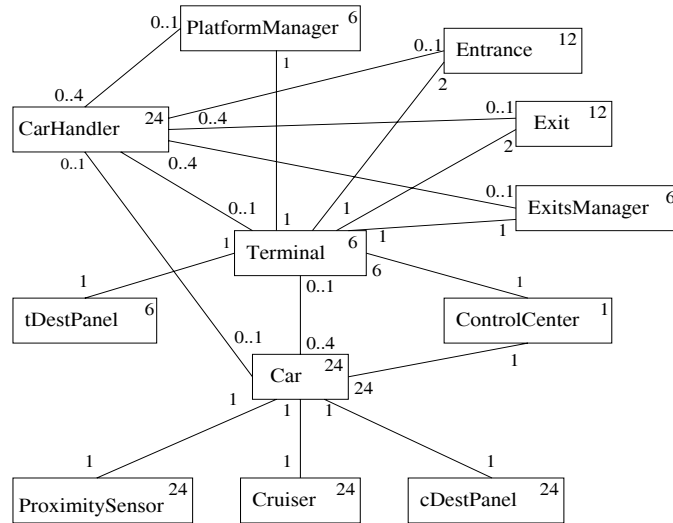 0..1 PlatformManager 6
0..1 Entrance 12
1 2
0..4
CarHandler 24 0..4 0..1 Exit 12
0..1 0..4 2
0..1 ExitsManager 6
0..1 1 1 1 1
1 Terminal 6 6
0..1
1 1
tDestPanel 6 ControlCenter 1
0..1 0..4 1
Car 24 24
1 1 1
1 1 1
ProximitySensor 24 Cruiser 24 cDestPanel 24